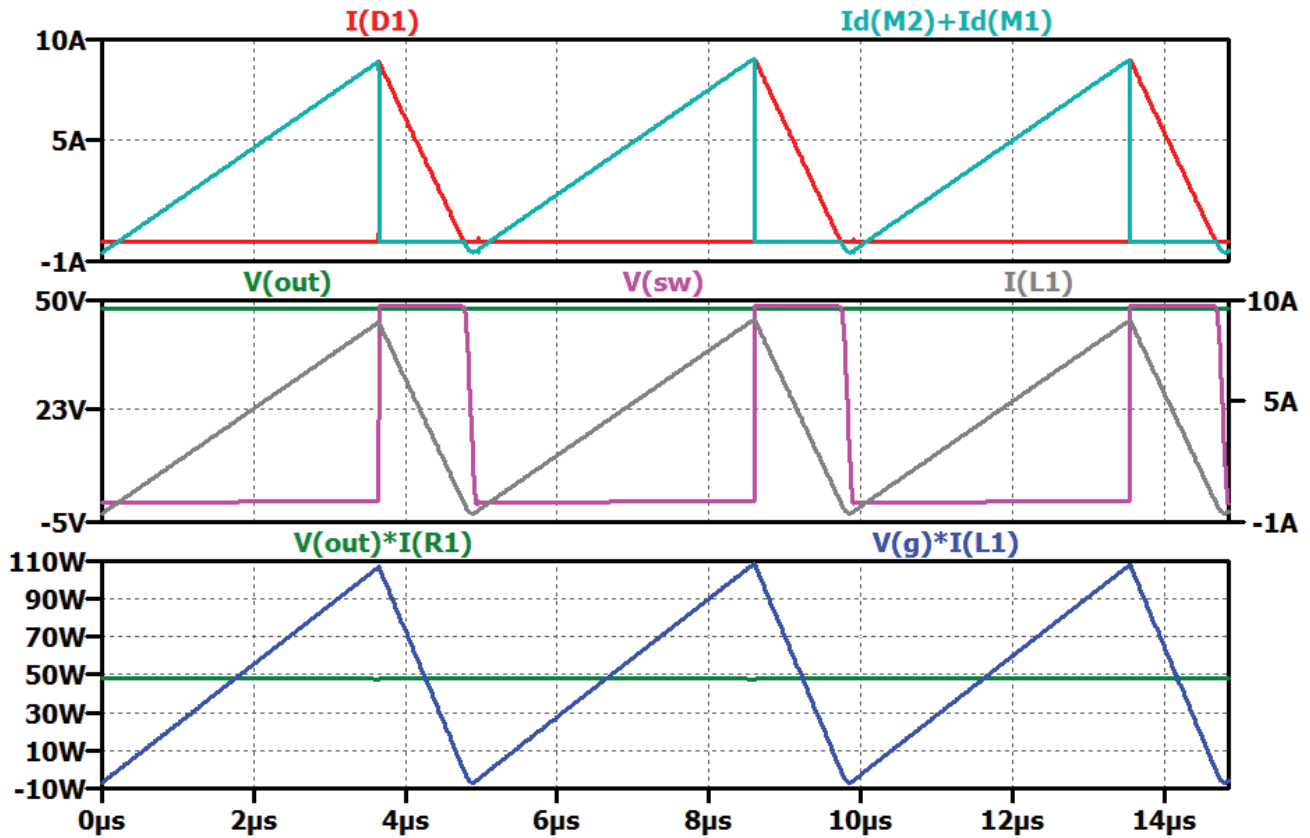 I(D1) Id(M2)+Id(M1)
10A
5A
-1A
V(out) V(sw) I(L1)
50V 10A
23V 5A
-5V -1A
V(out)*I(R1) V(g)*I(L1)
110W
90W
70W
50W
30W
10W
-10W
0µs 2µs 4µs 6µs 8µs 10µs 12µs 14µs